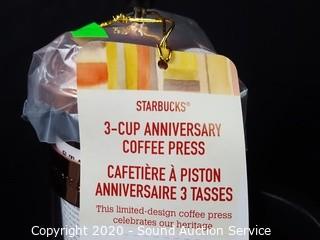 STARBUCKS®
3-CUP ANNIVERSARY
COFFEE PRESS
CAFETIÈRE À PISTON
ANNIVERSAIRE 3 TASSES
This limited-design coffee press
celebrates our heritage
Copyright 2020 - Sound Auction Service